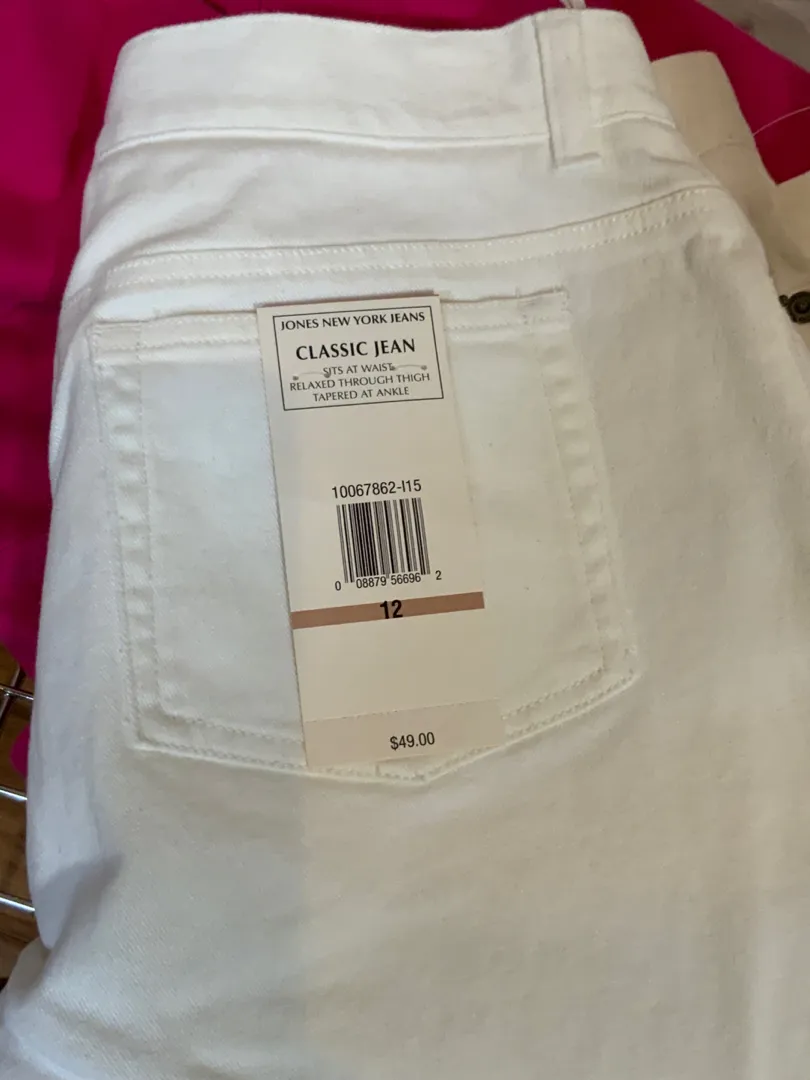 JONES NEW YORK JEANS
CLASSIC JEAN
SITS AT WAIST
RELAXED THROUGH THIGH
TAPERED AT ANKLE
10067862-I15
0 08879 56696 2
12
$49.00